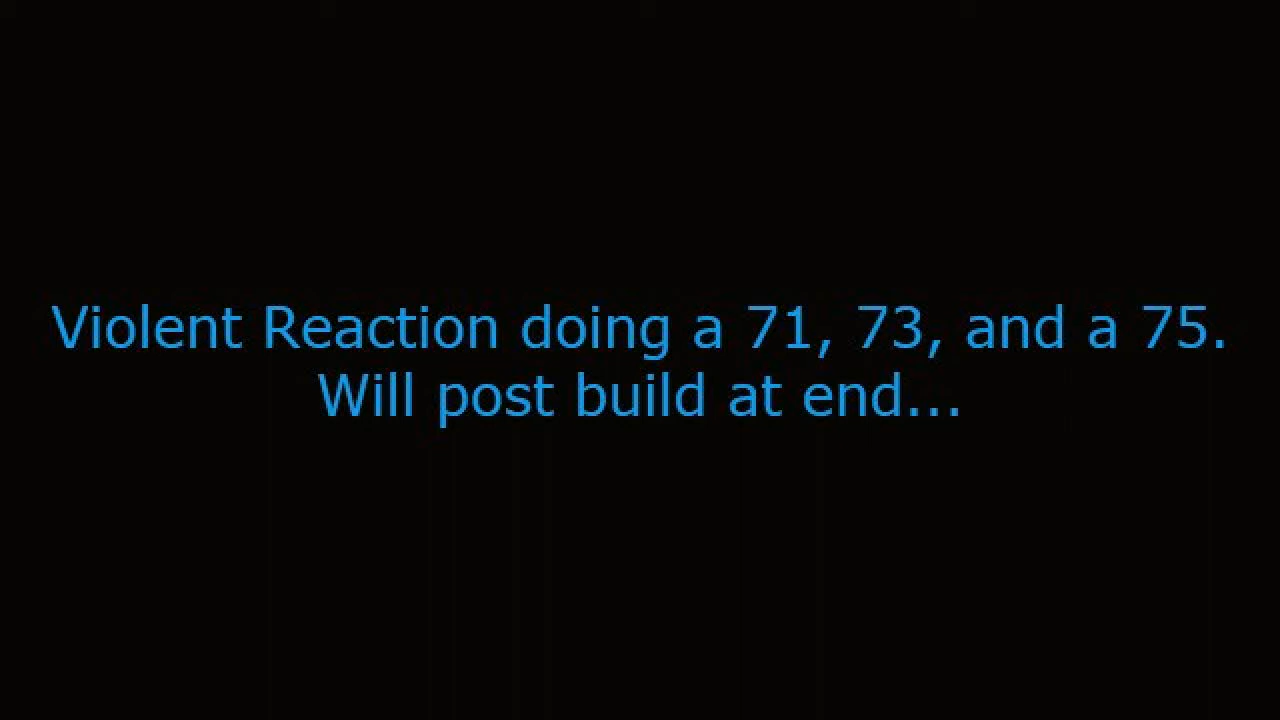 Violent Reaction doing a 71, 73, and a 75.
Will post build at end...